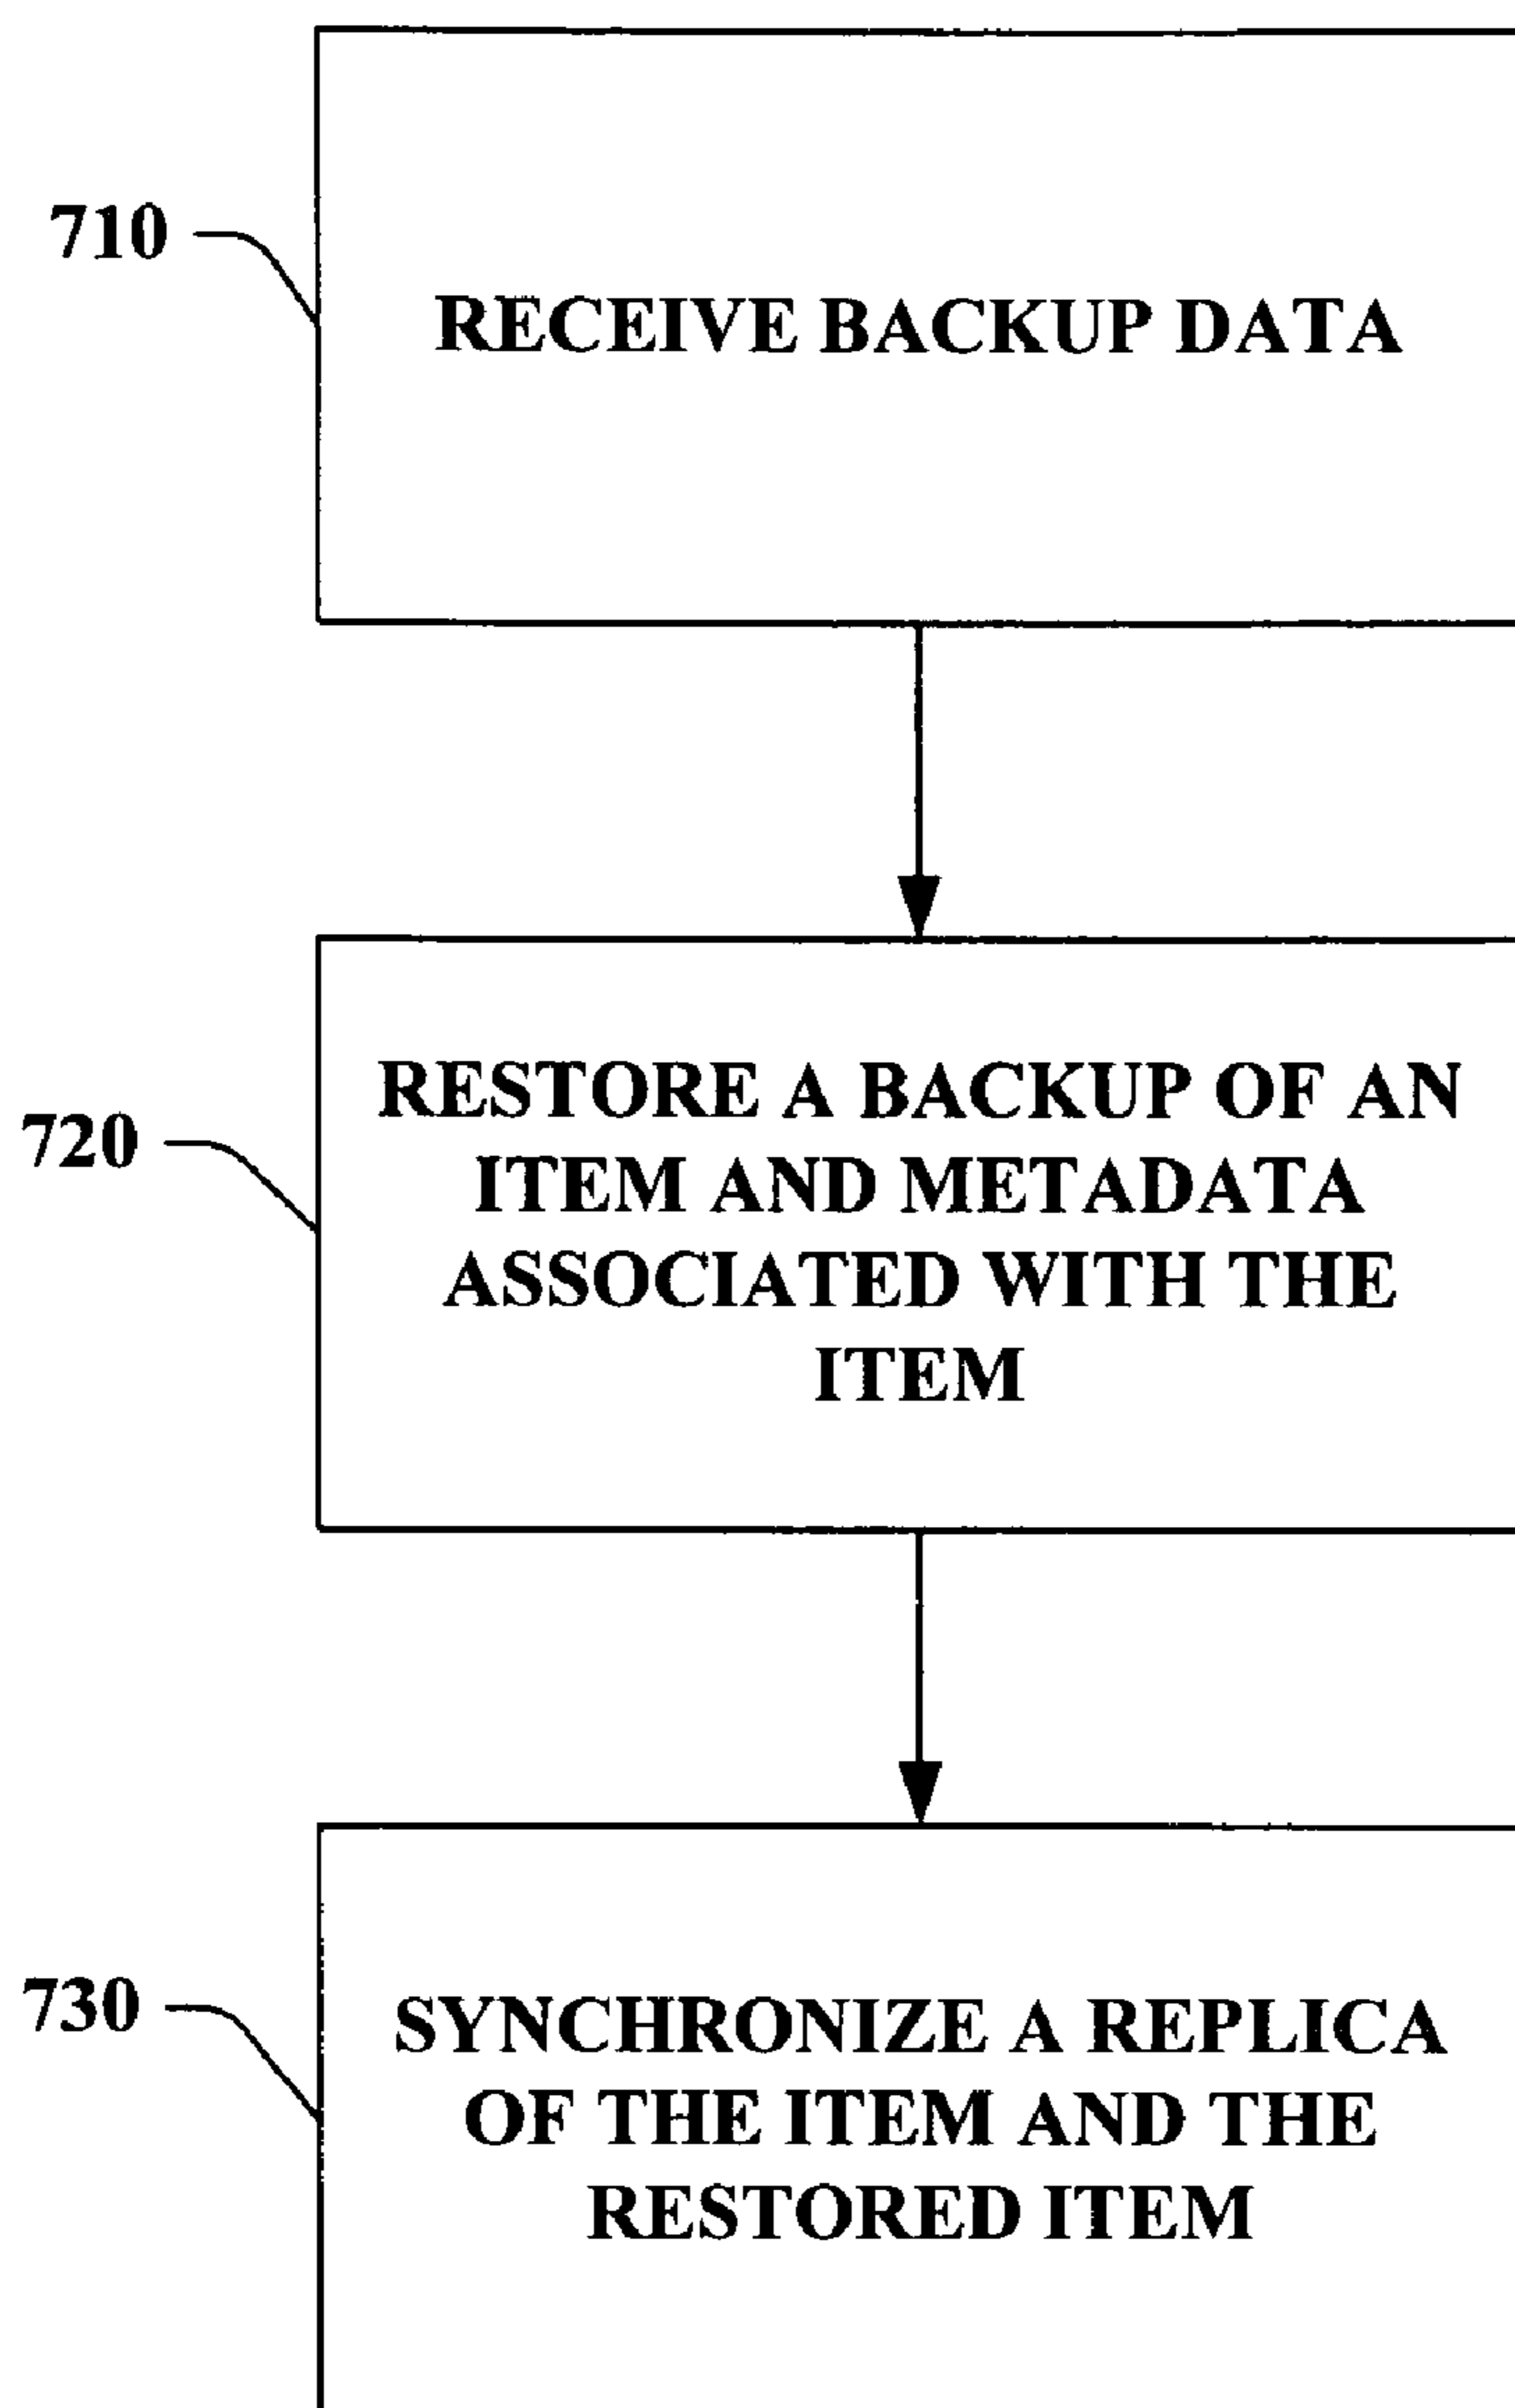 710
RECEIVE BACKUP DATA
720
RESTORE A BACKUP OF AN
ITEM AND METADATA
ASSOCIATED WITH THE
ITEM
730
SYNCHRONIZE A REPLICA
OF THE ITEM AND THE
RESTORED ITEM